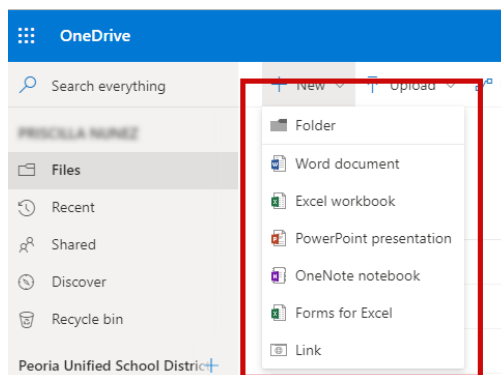 OneDrive
Search everything
New
Upload
Folder
Files
Word document
Recent
Excel workbook
Shared
PowerPoint presentation
Discover
OneNote notebook
Recycle bin
Forms for Excel
Link
Peoria Unified School Distric